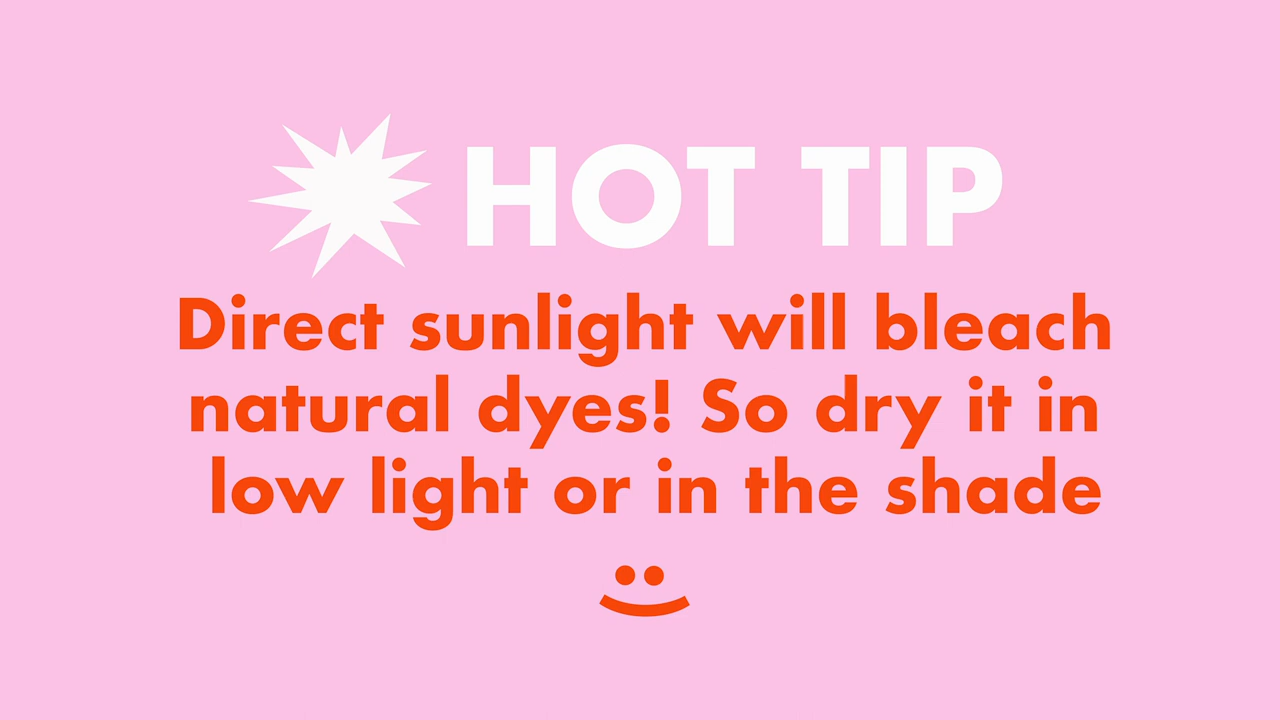 HOT TIP
Direct sunlight will bleach
natural dyes! So dry it in
low light or in the shade